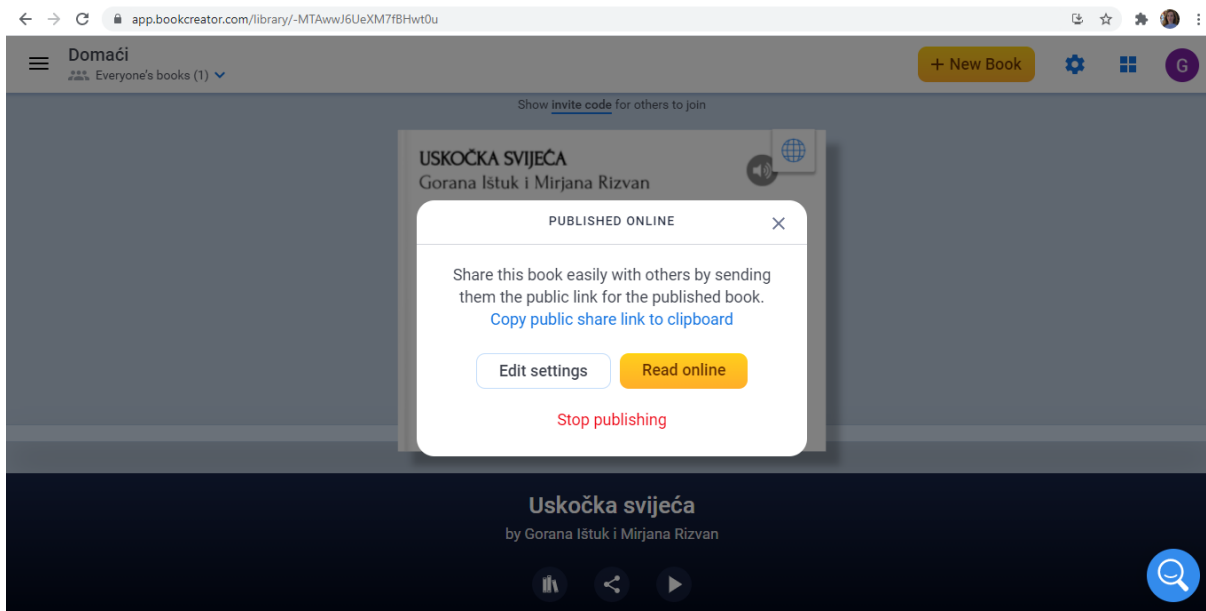 app.bookcreator.com/library/-MTAwwJ6UeXM7fBHwt0u
Domaći
Everyone's books (1)
+ New Book
G
Show invite code for others to join
USKOČKA SVIJEĆA
Gorana Ištuk i Mirjana Rizvan
PUBLISHED ONLINE
Share this book easily with others by sending
them the public link for the published book.
Copy public share link to clipboard
Edit settings
Read online
Stop publishing
Uskočka svijeća
by Gorana Ištuk i Mirjana Rizvan